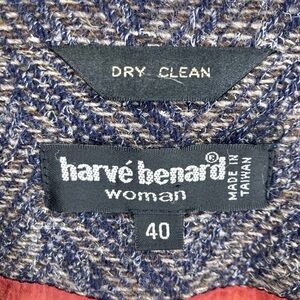 DRY CLEAN
harvé benard®
woman
MADE IN
TAIWAN
40